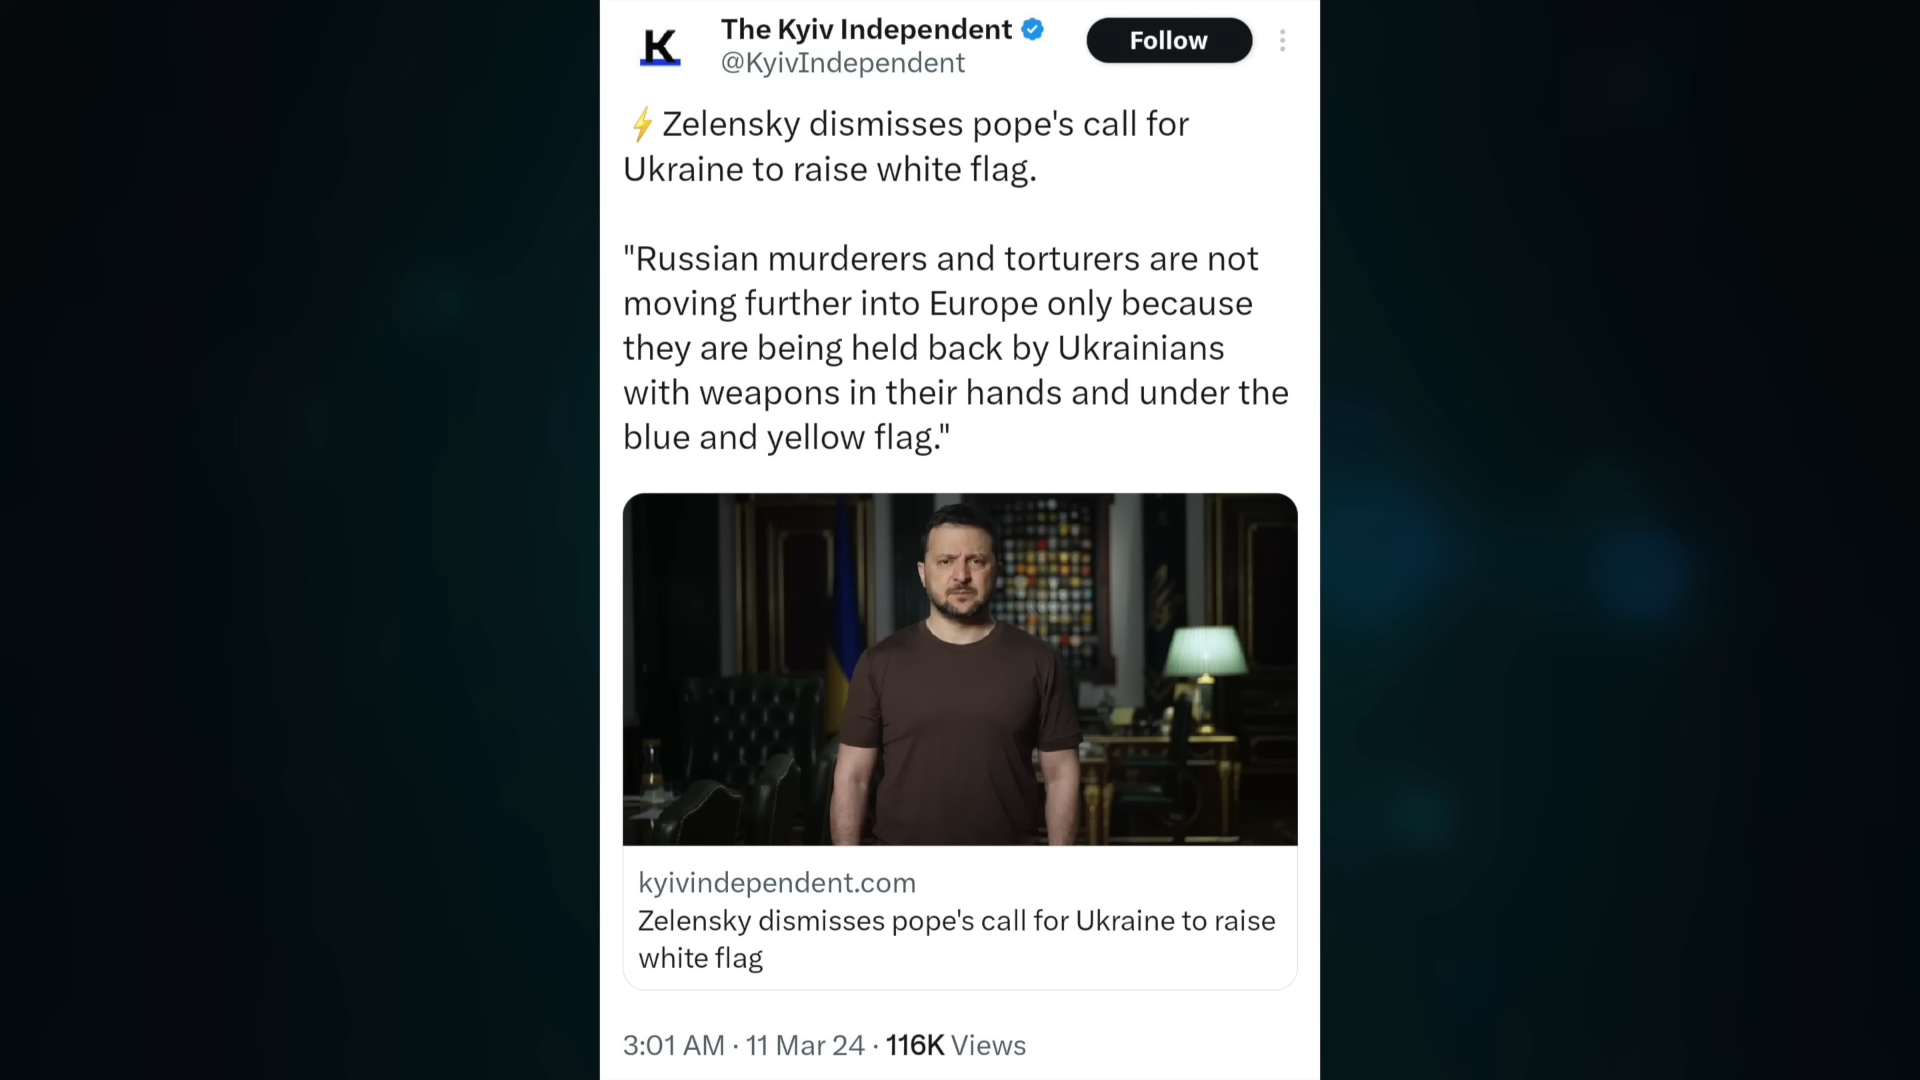 K
The Kyiv Independent
@KyivIndependent
Follow
⚡Zelensky dismisses pope's call for
Ukraine to raise white flag.
"Russian murderers and torturers are not
moving further into Europe only because
they are being held back by Ukrainians
with weapons in their hands and under the
blue and yellow flag."
kyivindependent.com
Zelensky dismisses pope's call for Ukraine to raise
white flag
3:01 AM · 11 Mar 24 · 116K Views